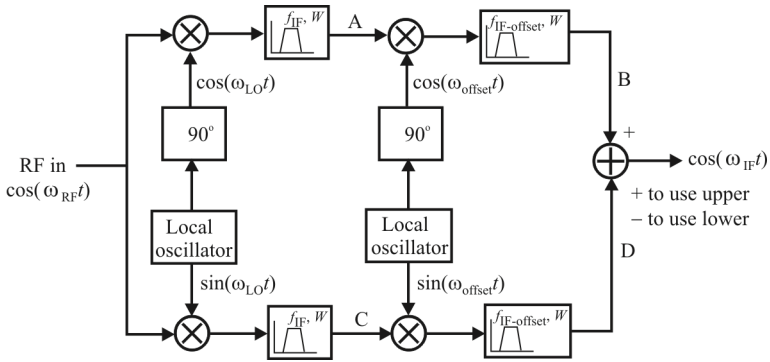 f_IF, W
A
f_IF-offset, W
cos(ω_LO t)
cos(ω_offset t)
B
90°
90°
+
RF in
cos(ω_RF t)
cos(ω_IF t)
+ to use upper
− to use lower
Local
oscillator
Local
oscillator
D
sin(ω_LO t)
sin(ω_offset t)
f_IF, W
C
f_IF-offset, W